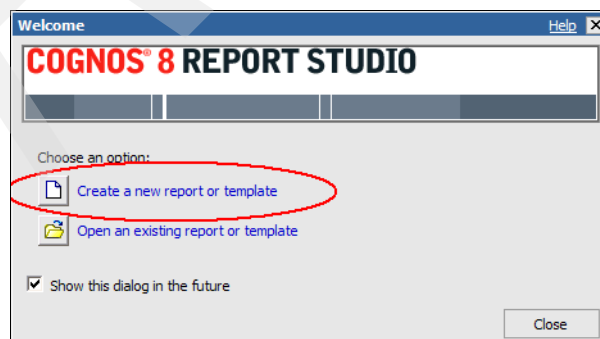 Welcome Help
COGNOS® 8 REPORT STUDIO
Choose an option:
Create a new report or template
Open an existing report or template
Show this dialog in the future
Close